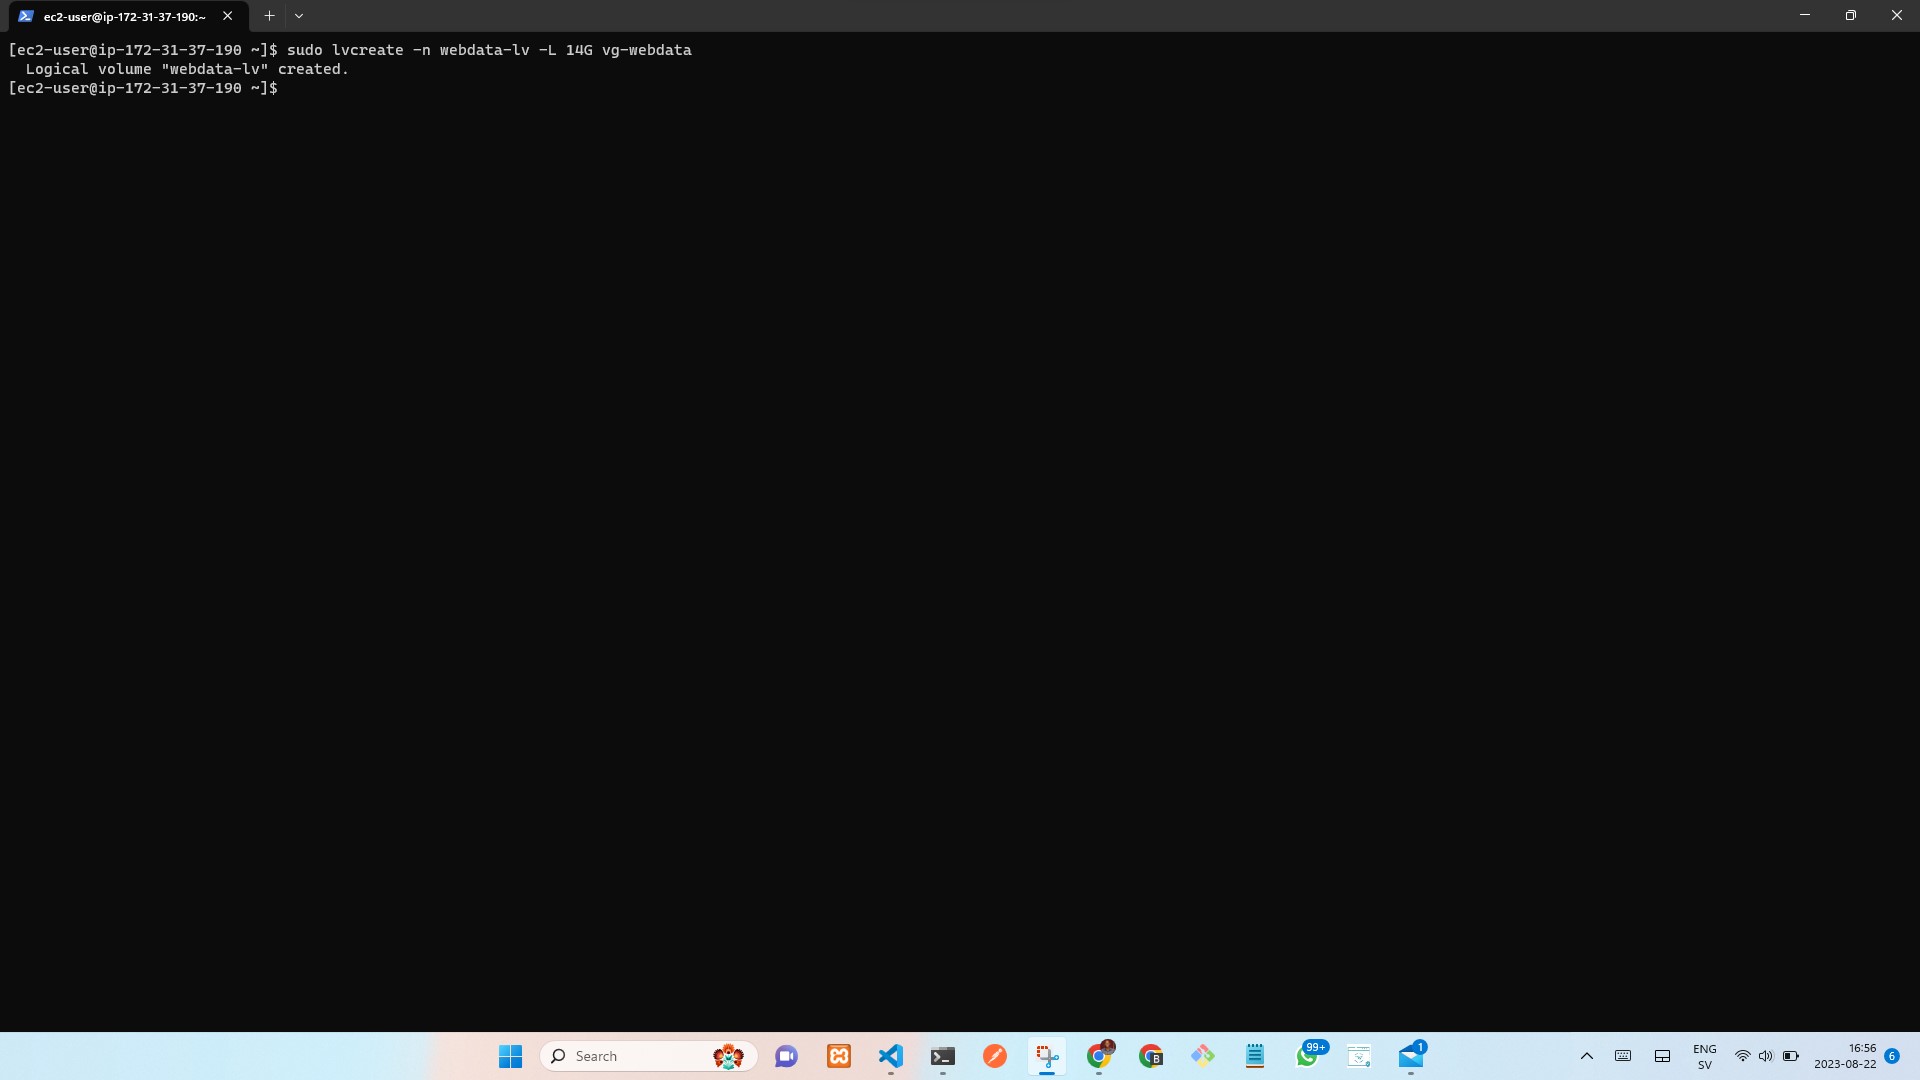 ec2-user@ip-172-31-37-190:~
[ec2-user@ip-172-31-37-190 ~]$ sudo lvcreate -n webdata-lv -L 14G vg-webdata
  Logical volume "webdata-lv" created.
[ec2-user@ip-172-31-37-190 ~]$
Search
B
99+
1
ENG
SV
16:56
2023-08-22
6